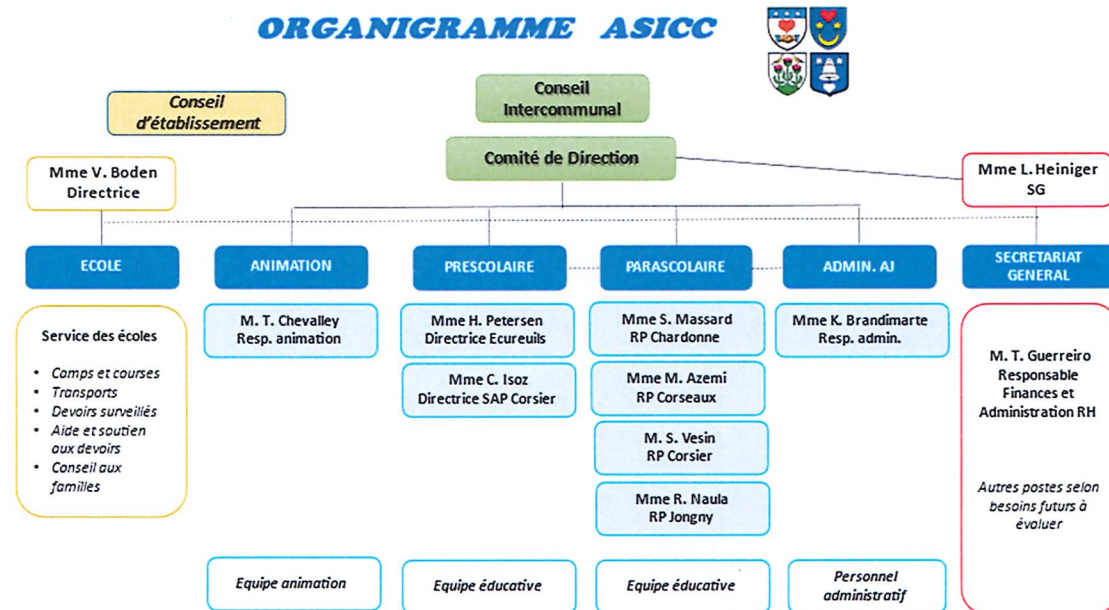 ORGANIGRAMME ASICC
Conseil
d'établissement
Conseil
Intercommunal
Comité de Direction
Mme V. Boden
Directrice
Mme L. Heiniger
SG
ECOLE
ANIMATION
PRESCOLAIRE
PARASCOLAIRE
ADMIN. AJ
SECRETARIAT
GENERAL
Service des écoles
• Camps et courses
• Transports
• Devoirs surveillés
• Aide et soutien
aux devoirs
• Conseil aux
familles
M. T. Chevalley
Resp. animation
Equipe animation
Mme H. Petersen
Directrice Ecureuils
Mme C. Isoz
Directrice SAP Corsier
Equipe éducative
Mme S. Massard
RP Chardonne
Mme M. Azemi
RP Corseaux
M. S. Vesin
RP Corsier
Mme R. Naula
RP Jongny
Equipe éducative
Mme K. Brandimarte
Resp. admin.
Personnel
administratif
M. T. Guerreiro
Responsable
Finances et
Administration RH
Autres postes selon
besoins futurs à
évaluer